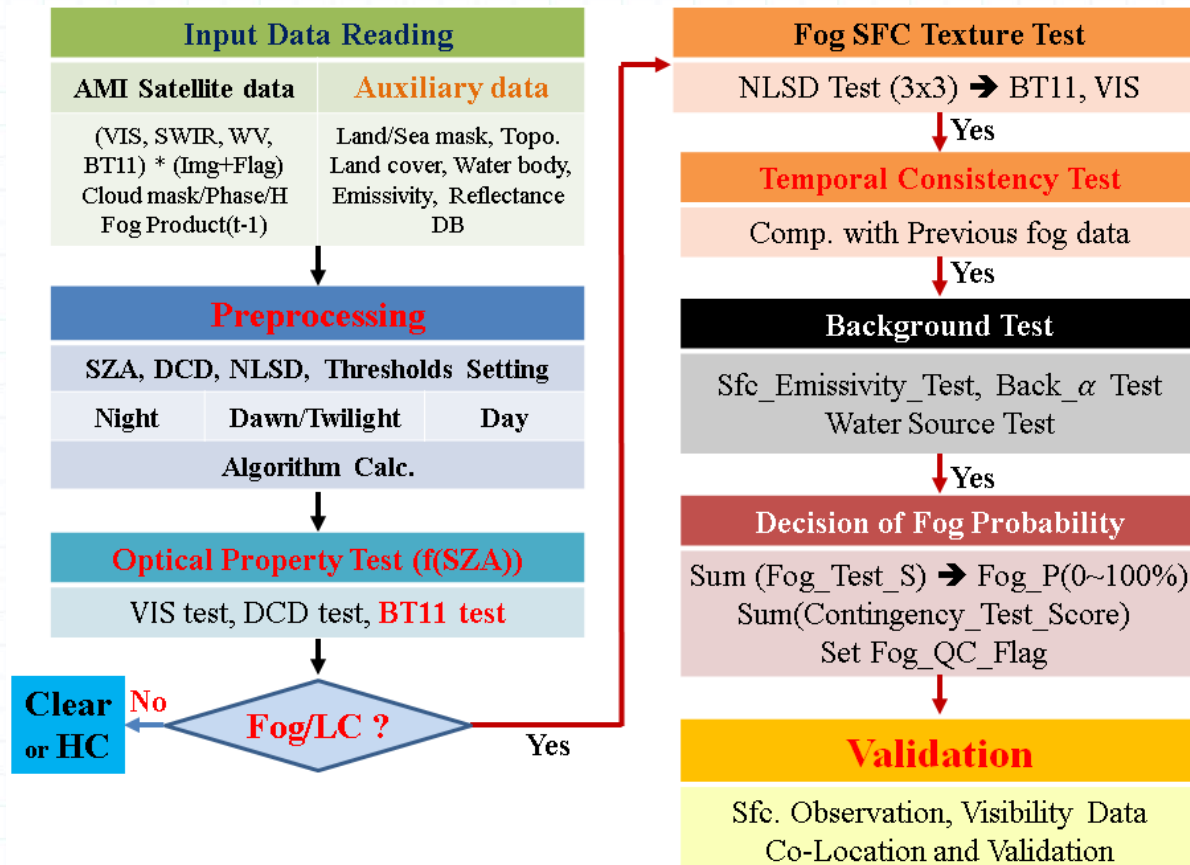 Input Data Reading
AMI Satellite data
(VIS, SWIR, WV,
BT11) * (Img+Flag)
Cloud mask/Phase/H
Fog Product(t-1)
Auxiliary data
Land/Sea mask, Topo.
Land cover, Water body,
Emissivity, Reflectance
DB
Preprocessing
SZA, DCD, NLSD, Thresholds Setting
Night Dawn/Twilight Day
Algorithm Calc.
Optical Property Test (f(SZA))
VIS test, DCD test, BT11 test
Fog/LC ?
No
Clear
or HC
Yes
Fog SFC Texture Test
NLSD Test (3x3) ➔ BT11, VIS
Yes
Temporal Consistency Test
Comp. with Previous fog data
Yes
Background Test
Sfc_Emissivity_Test, Back_α Test
Water Source Test
Yes
Decision of Fog Probability
Sum (Fog_Test_S) ➔ Fog_P(0~100%)
Sum(Contingency_Test_Score)
Set Fog_QC_Flag
Validation
Sfc. Observation, Visibility Data
Co-Location and Validation